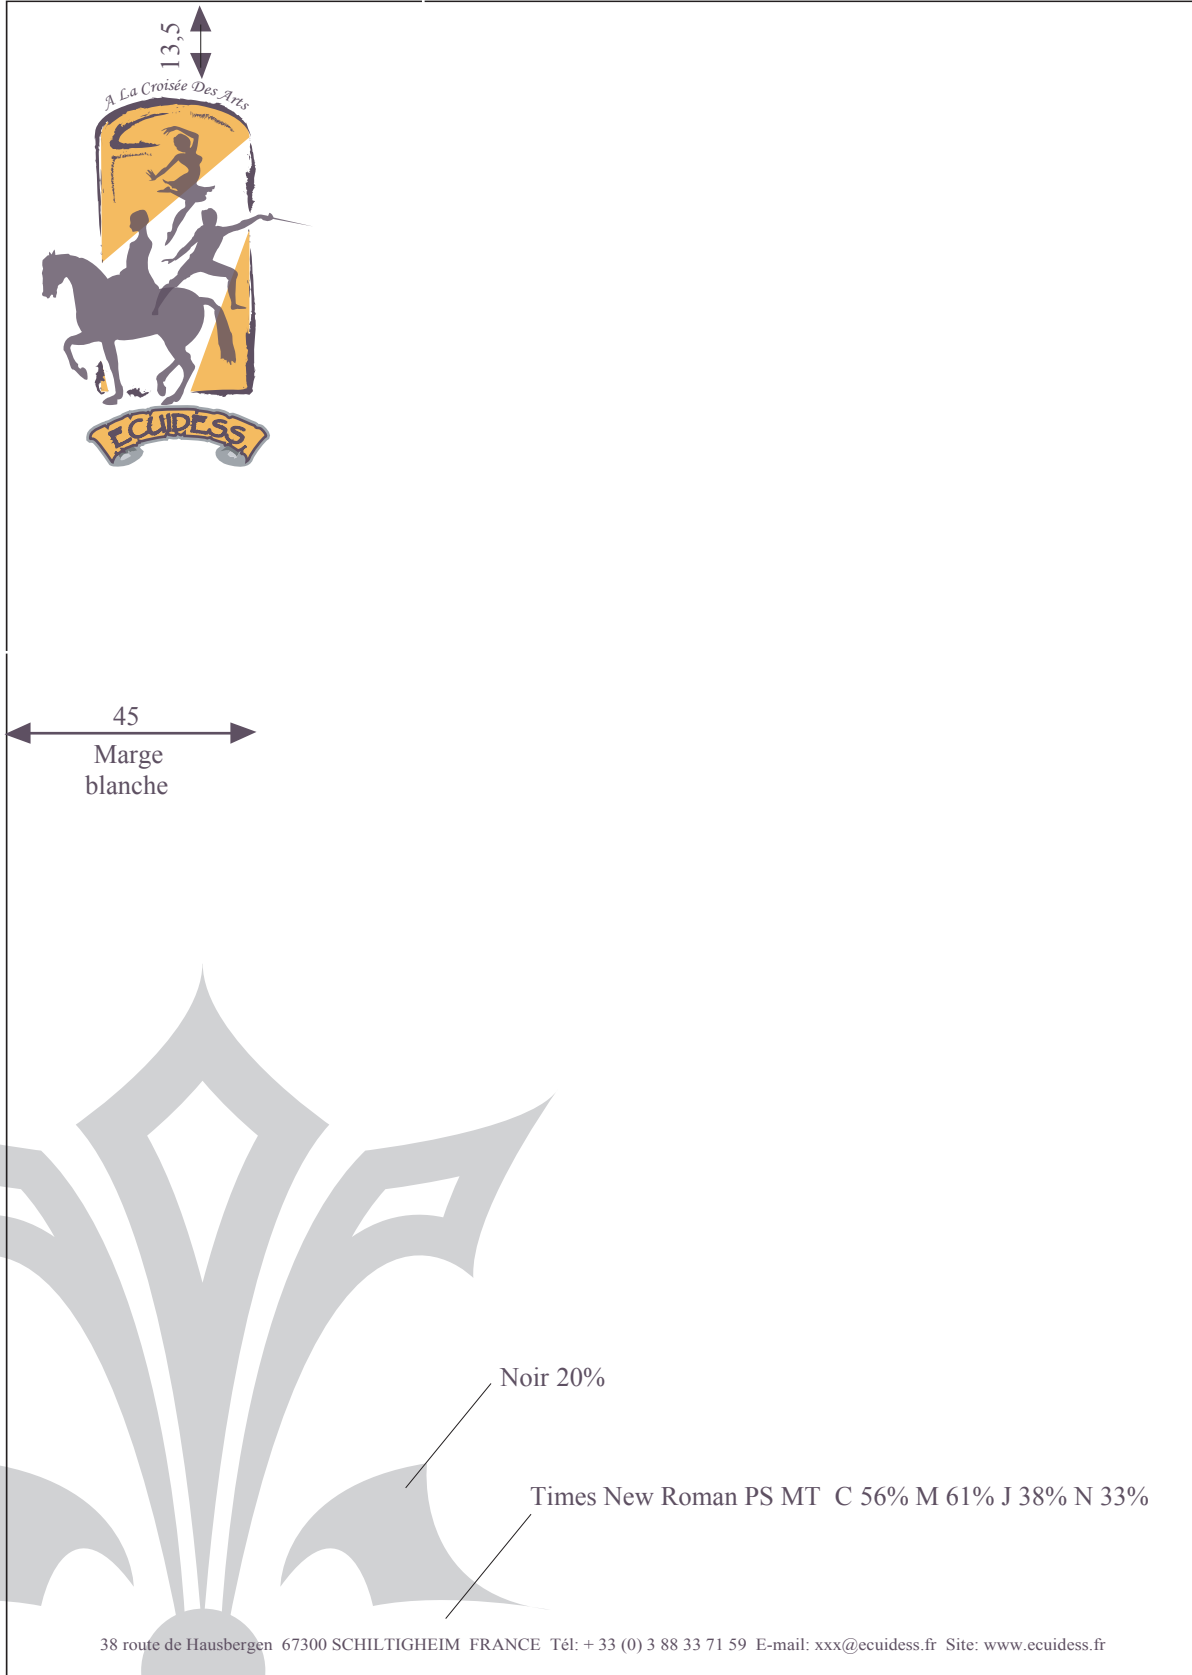 13,5
A La Croisée Des Arts
ECUIDESS
45
Marge
blanche
Noir 20%
Times New Roman PS MT  C 56% M 61% J 38% N 33%
38 route de Hausbergen  67300 SCHILTIGHEIM  FRANCE  Tél: + 33 (0) 3 88 33 71 59  E-mail: xxx@ecuidess.fr  Site: www.ecuidess.fr